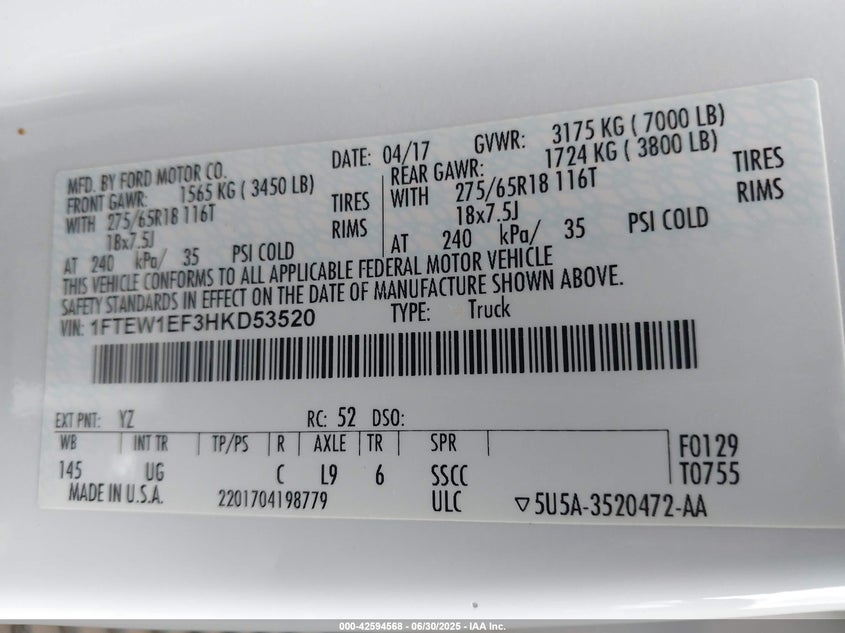 MFD. BY FORD MOTOR CO. DATE: 04/17 GVWR: 3175 KG ( 7000 LB)
FRONT GAWR: 1565 KG ( 3450 LB) REAR GAWR: 1724 KG ( 3800 LB)
WITH 275/65R18 116T TIRES WITH 275/65R18 116T TIRES
18x7.5J RIMS 18x7.5J RIMS
AT 240 kPa/ 35 PSI COLD AT 240 kPa/ 35 PSI COLD
THIS VEHICLE CONFORMS TO ALL APPLICABLE FEDERAL MOTOR VEHICLE
SAFETY STANDARDS IN EFFECT ON THE DATE OF MANUFACTURE SHOWN ABOVE.
VIN: 1FTEW1EF3HKD53520 TYPE: Truck
EXT PNT: YZ RC: 52 DSO:
WB INT TR TP/PS R AXLE TR SPR F0129
145 UG C L9 6 SSCC T0755
MADE IN U.S.A. 2201704198779 ULC ▽5U5A-3520472-AA
000-42594568 - 06/30/2025 - IAA Inc.